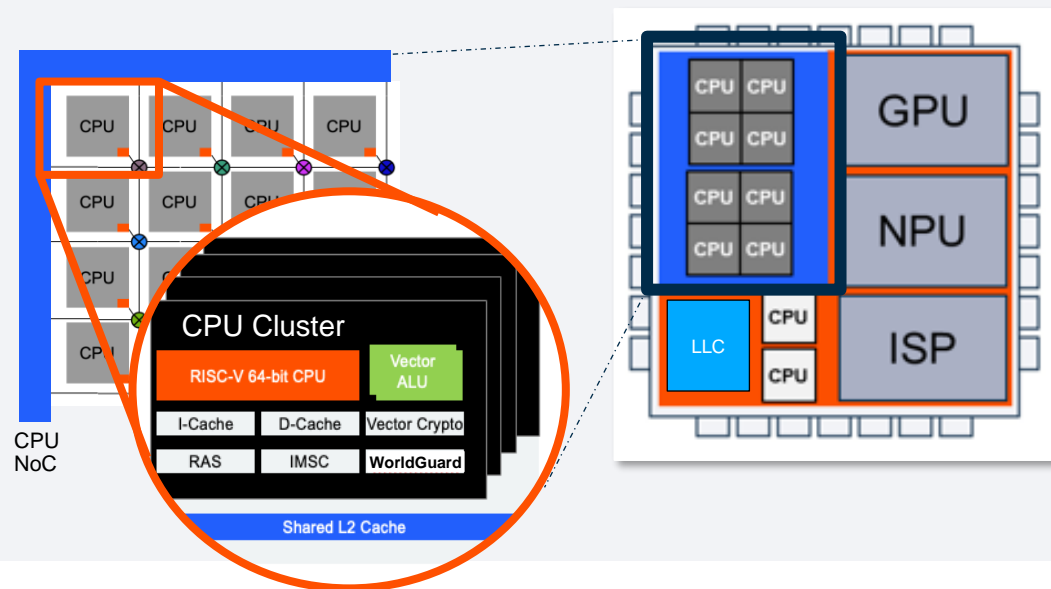 CPU CPU CPU CPU
CPU CPU
CPU
CPU
CPU
NoC
CPU Cluster
RISC-V 64-bit CPU
Vector
ALU
I-Cache D-Cache Vector Crypto
RAS IMSC WorldGuard
Shared L2 Cache
CPU CPU
CPU CPU
CPU CPU
CPU CPU
GPU
NPU
ISP
LLC
CPU
CPU